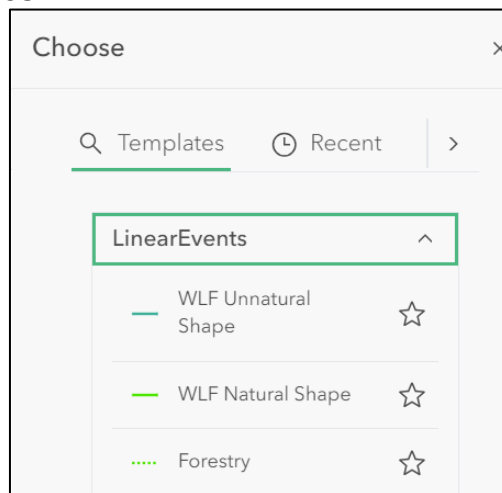 Choose
Templates Recent
LinearEvents
WLF Unnatural
Shape
WLF Natural Shape
Forestry